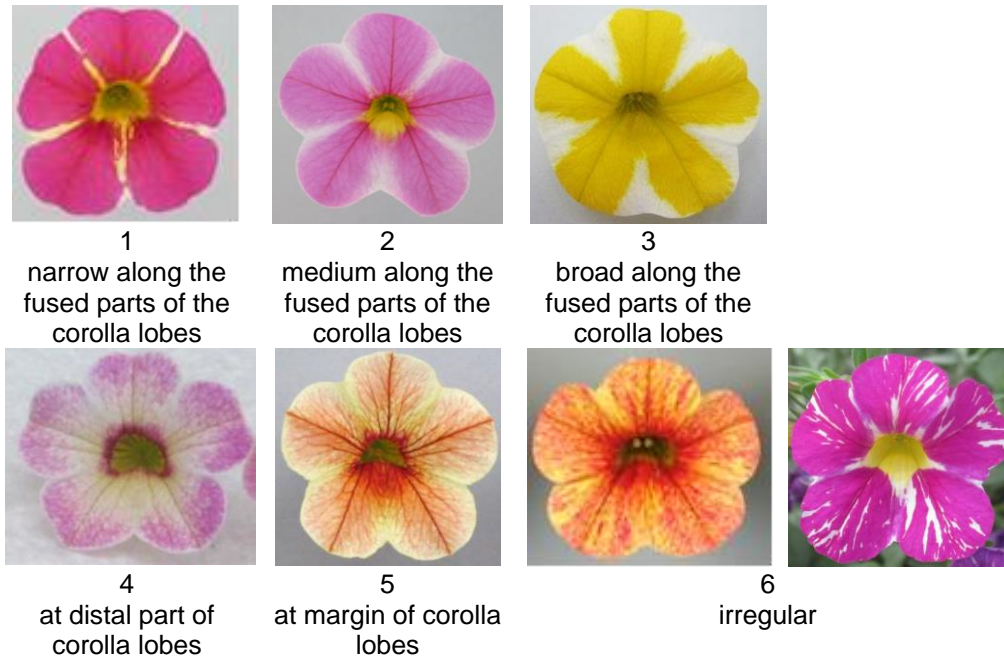 1
narrow along the
fused parts of the
corolla lobes
2
medium along the
fused parts of the
corolla lobes
3
broad along the
fused parts of the
corolla lobes
4
at distal part of
corolla lobes
5
at margin of corolla
lobes
6
irregular